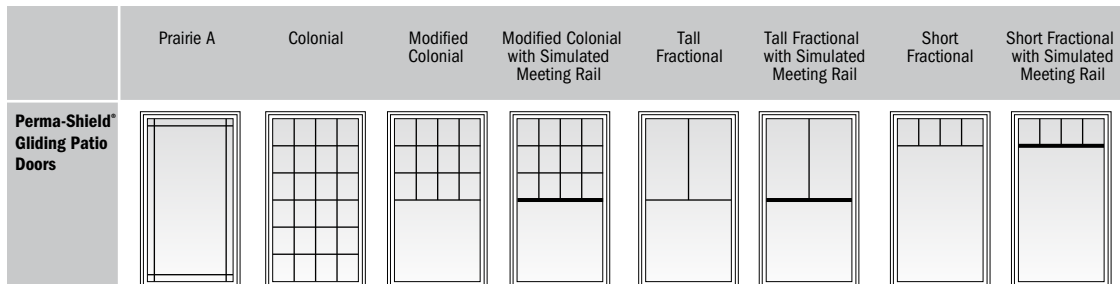 Prairie A
Colonial
Modified
Colonial
Modified Colonial
with Simulated
Meeting Rail
Tall
Fractional
Tall Fractional
with Simulated
Meeting Rail
Short
Fractional
Short Fractional
with Simulated
Meeting Rail
Perma-Shield®
Gliding Patio
Doors